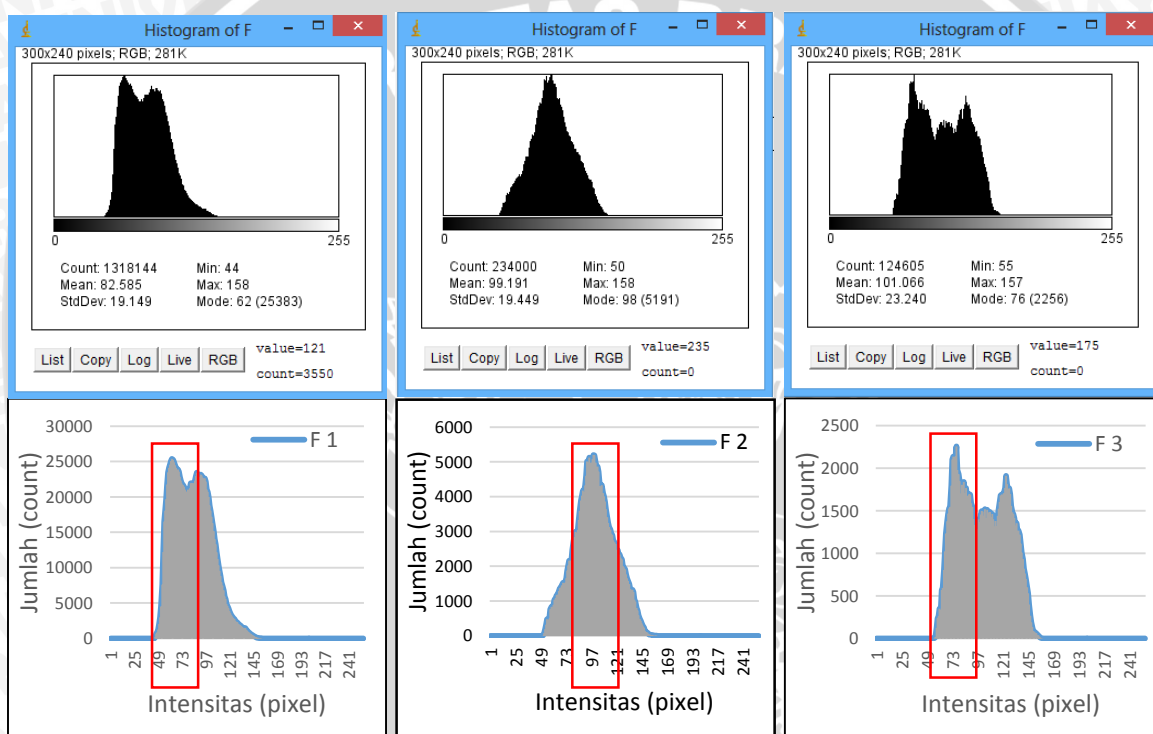 Histogram of F
300x240 pixels; RGB; 281K
0 255
Count: 1318144 Min: 44
Mean: 82.585 Max: 158
StdDev: 19.149 Mode: 62 (25383)
List Copy Log Live RGB
value=121
count=3550
Histogram of F
300x240 pixels; RGB; 281K
0 255
Count: 234000 Min: 50
Mean: 99.191 Max: 158
StdDev: 19.449 Mode: 98 (5191)
List Copy Log Live RGB
value=235
count=0
Histogram of F
300x240 pixels; RGB; 281K
0 255
Count: 124605 Min: 55
Mean: 101.066 Max: 157
StdDev: 23.240 Mode: 76 (2256)
List Copy Log Live RGB
value=175
count=0
F 1
Jumlah (count)
30000
25000
20000
15000
10000
5000
0
1 25 49 73 97 121 145 169 193 217 241
Intensitas (pixel)
F 2
Jumlah (count)
6000
5000
4000
3000
2000
1000
0
1 25 49 73 97 121 145 169 193 217 241
Intensitas (pixel)
F 3
Jumlah (count)
2500
2000
1500
1000
500
0
1 25 49 73 97 121 145 169 193 217 241
Intensitas (pixel)